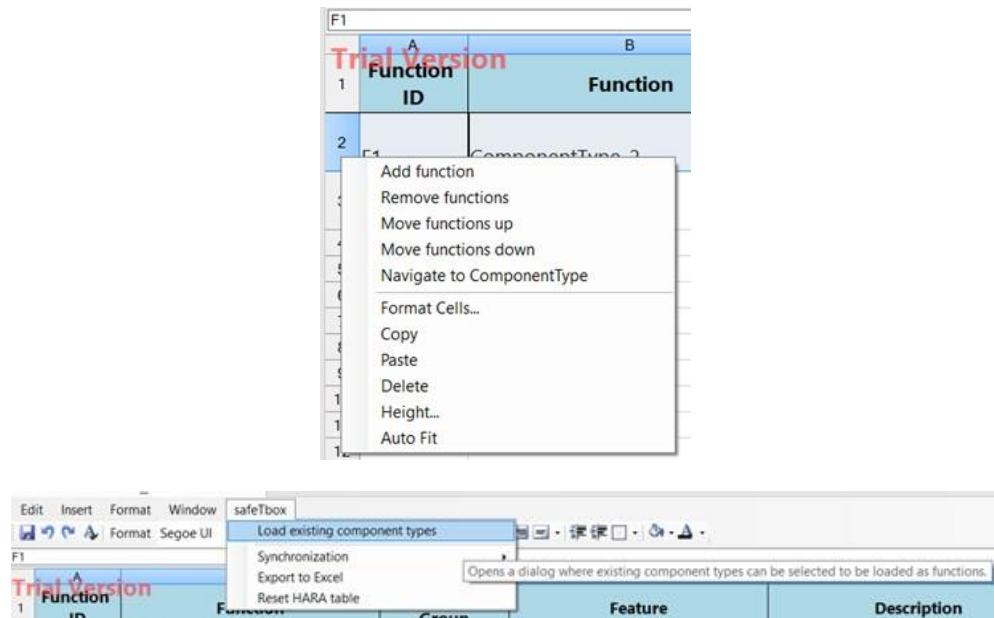 F1
A B
Trial Version
1 Function ID Function
2 F1 ComponentType_2
Add function
Remove functions
Move functions up
Move functions down
Navigate to ComponentType
Format Cells...
Copy
Paste
Delete
Height...
Auto Fit
12
Edit Insert Format Window safeTbox
Format Segoe UI Load existing component types
F1 Synchronization
Opens a dialog where existing component types can be selected to be loaded as functions.
A Export to Excel
Trial Version
Reset HARA table
1 Function ID Function Group Feature Description